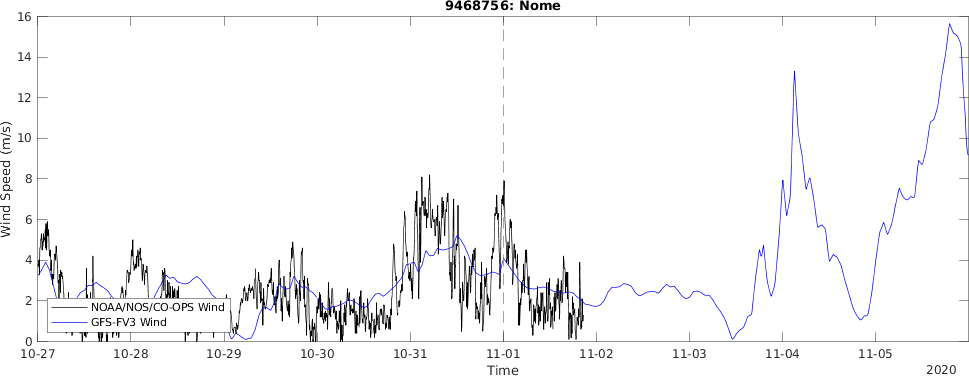 9468756: Nome
16
14
12
10
8
6
4
2
0
Wind Speed (m/s)
NOAA/NOS/CO-OPS Wind
GFS-FV3 Wind
10-27 10-28 10-29 10-30 10-31 11-01 11-02 11-03 11-04 11-05
Time
2020